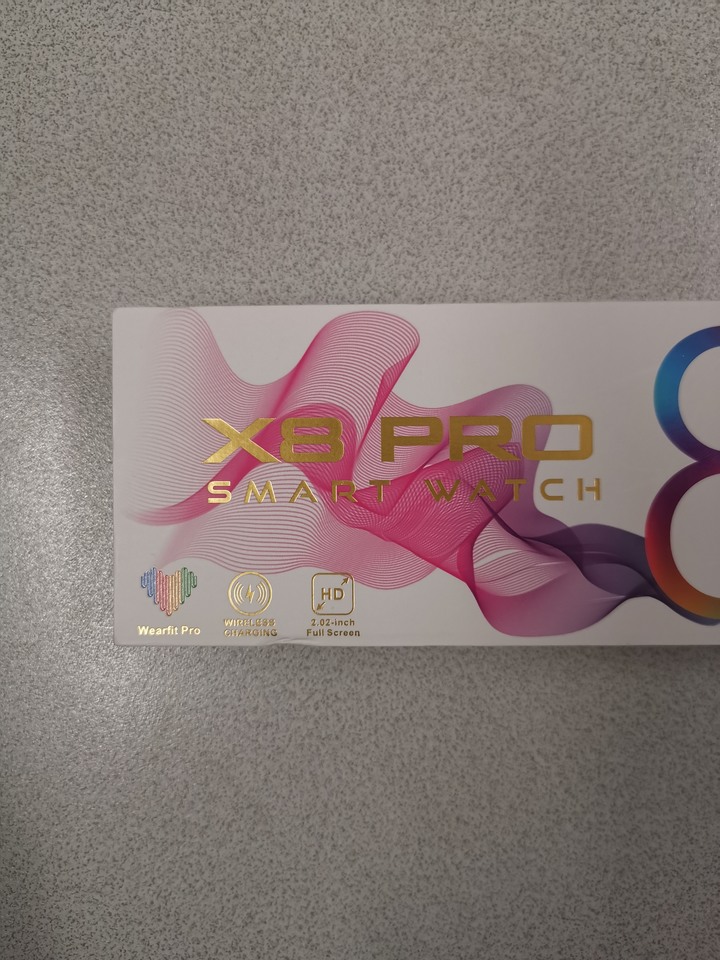 X8 PRO
SMART WATCH
8
Wearfit Pro
WIRELESS
CHARGING
HD
2.02-inch
Full Screen